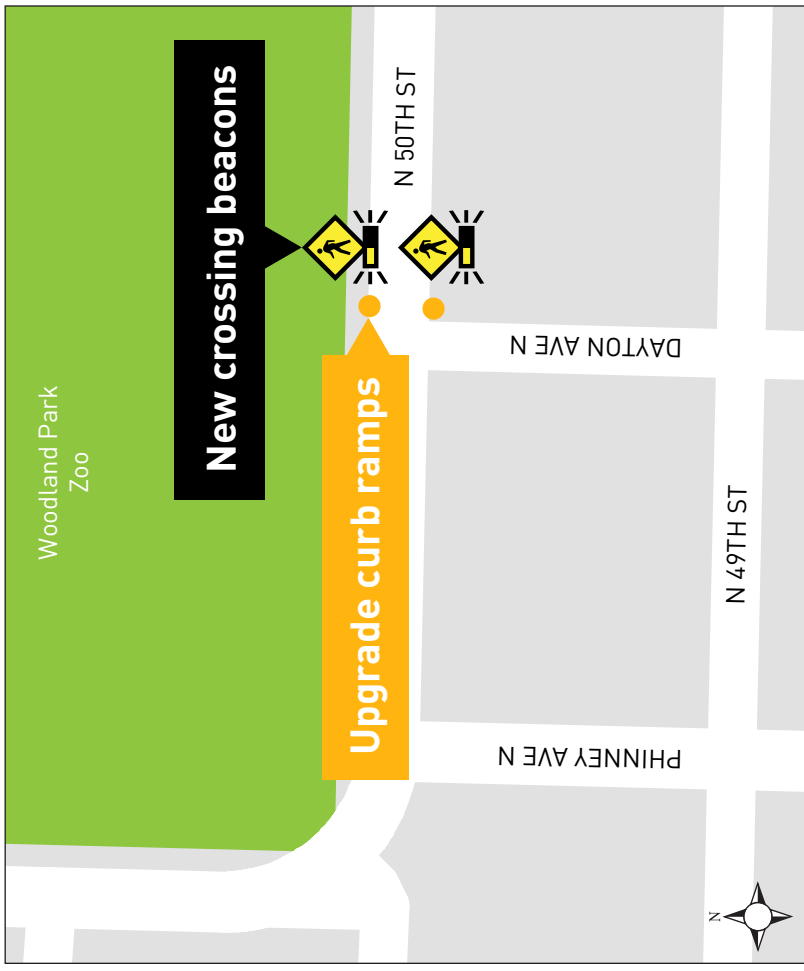 Woodland Park
Zoo
New crossing beacons
Upgrade curb ramps
N 50TH ST
DAYTON AVE N
PHINNEY AVE N
N 49TH ST
N